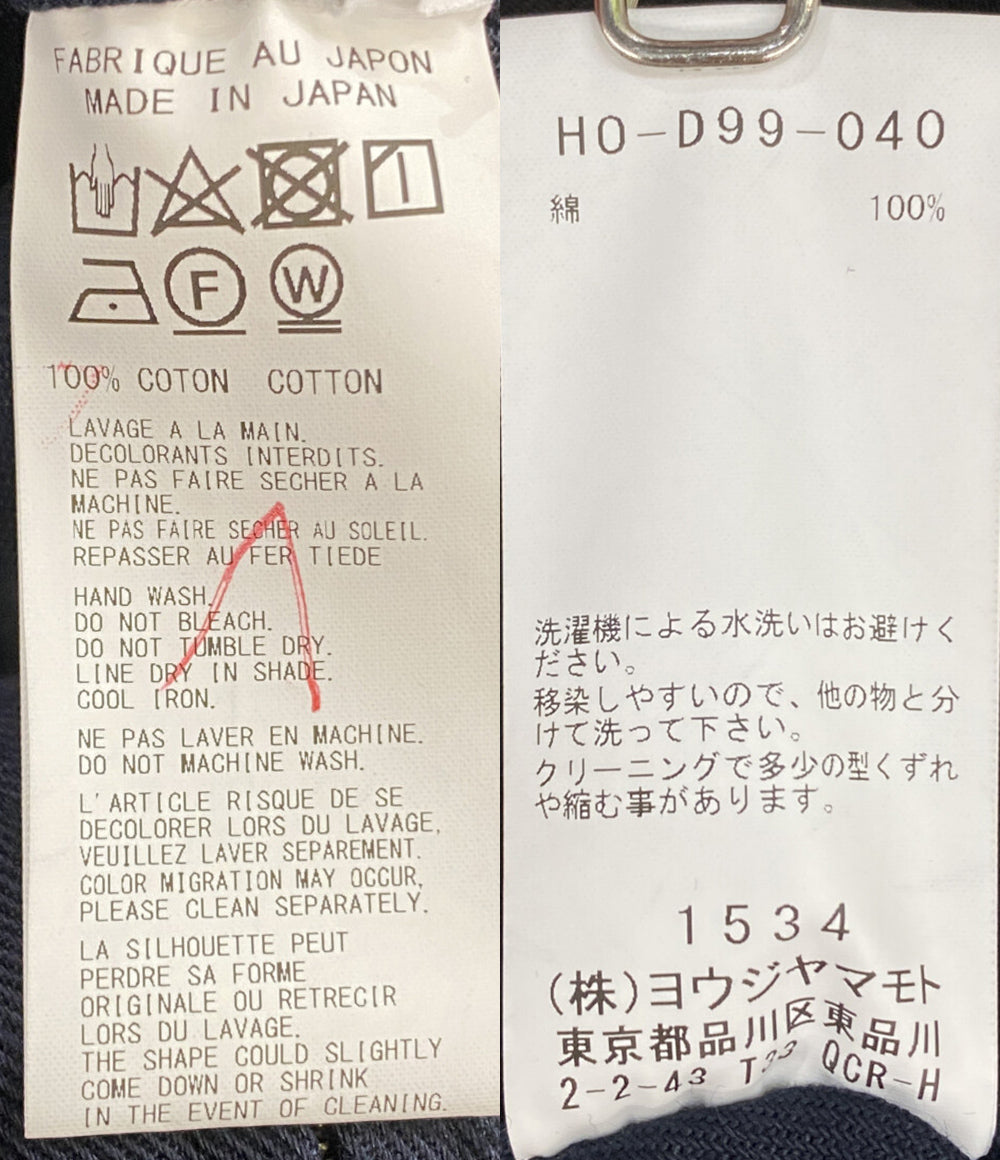 FABRIQUE AU JAPON
MADE IN JAPAN
F
W
100% COTON COTTON
LAVAGE A LA MAIN.
DECOLORANTS INTERDITS.
NE PAS FAIRE SECHER A LA
MACHINE.
NE PAS FAIRE SECHER AU SOLEIL.
REPASSER AU FER TIEDE
HAND WASH.
DO NOT BLEACH.
DO NOT TUMBLE DRY.
LINE DRY IN SHADE.
COOL IRON.
NE PAS LAVER EN MACHINE.
DO NOT MACHINE WASH.
L'ARTICLE RISQUE DE SE
DECOLORER LORS DU LAVAGE,
VEUILLEZ LAVER SEPAREMENT.
COLOR MIGRATION MAY OCCUR,
PLEASE CLEAN SEPARATELY.
LA SILHOUETTE PEUT
PERDRE SA FORME
ORIGINALE OU RETRECIR
LORS DU LAVAGE.
THE SHAPE COULD SLIGHTLY
COME DOWN OR SHRINK
IN THE EVENT OF CLEANING.
HO-D99-040
綿 100%
洗濯機による水洗いはお避けく
ださい。
移染しやすいので、他の物と分
けて洗って下さい。
クリーニングで多少の型くずれ
や縮む事があります。
1534
(株)ヨウジヤマモト
東京都品川区東品川
2-2-43 T33 QCR-H